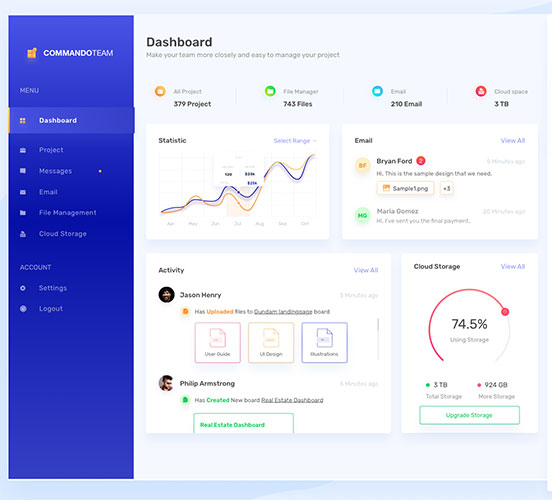 COMMANDOTEAM
MENU
Dashboard
Project
Messages
Email
File Management
Cloud Storage
ACCOUNT
Settings
Logout
Dashboard
Make your team more closely and easy to manage your project
All Project
379 Project
File Manager
743 Files
Email
210 Email
Cloud space
3 TB
Statistic
Select Range
120
$25k
Apr May Jun Jul Aug Sep Oct
Email
View All
BF
Bryan Ford
2
5 Minutes ago
Hi, This is the sample design that we need.
Sample1.png
+3
MG
Maria Gomez
20 Minutes ago
Hi, I've sent you the final payment..
Activity
View All
Jason Henry
5 Minutes ago
Has Uploaded files to Gundam landingpage board
User Guide
UI Design
Illustrations
Philip Armstrong
6 Minutes ago
Has Created New board Real Estate Dashboard
Real Estate Dashboard
Cloud Storage
View All
74.5%
Using Storage
3 TB
Total Storage
924 GB
More Storage
Upgrade Storage